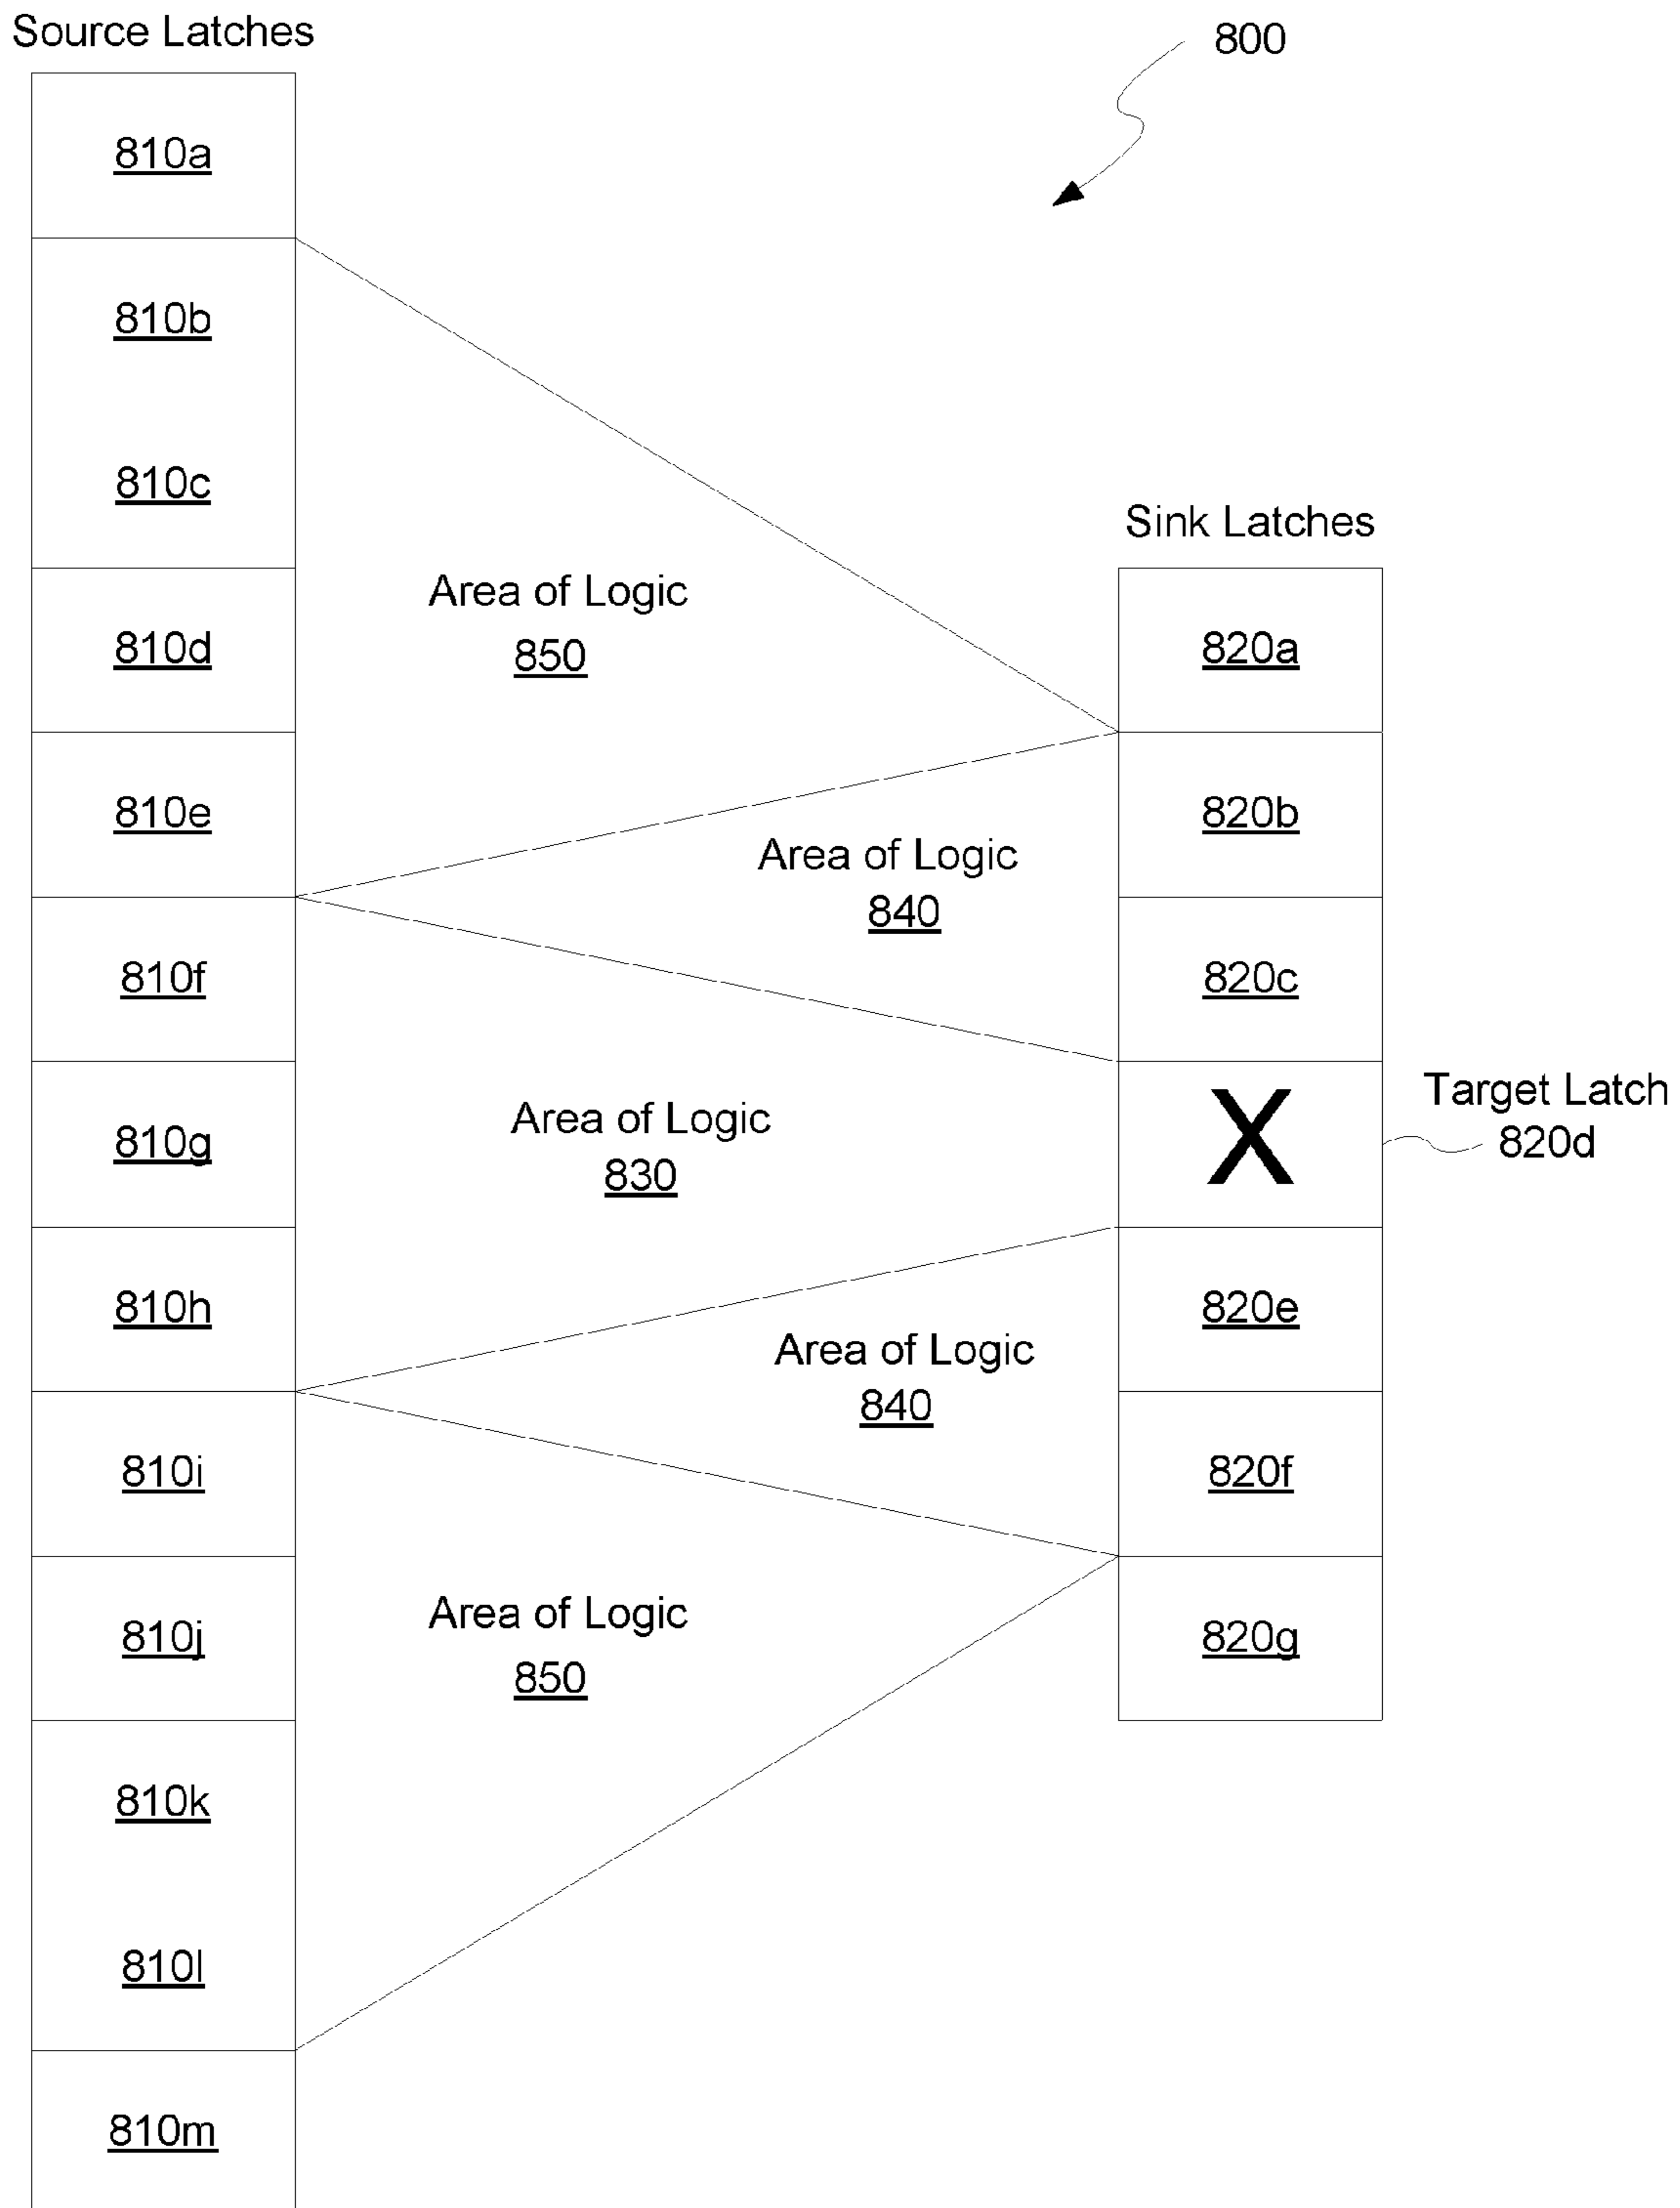 Source Latches
800
810a
810b
810c
Sink Latches
Area of Logic
850
810d
820a
810e
820b
Area of Logic
840
810f
820c
Target Latch
820d
X
Area of Logic
830
810g
810h
820e
Area of Logic
840
810i
820f
Area of Logic
850
810j
820g
810k
810l
810m